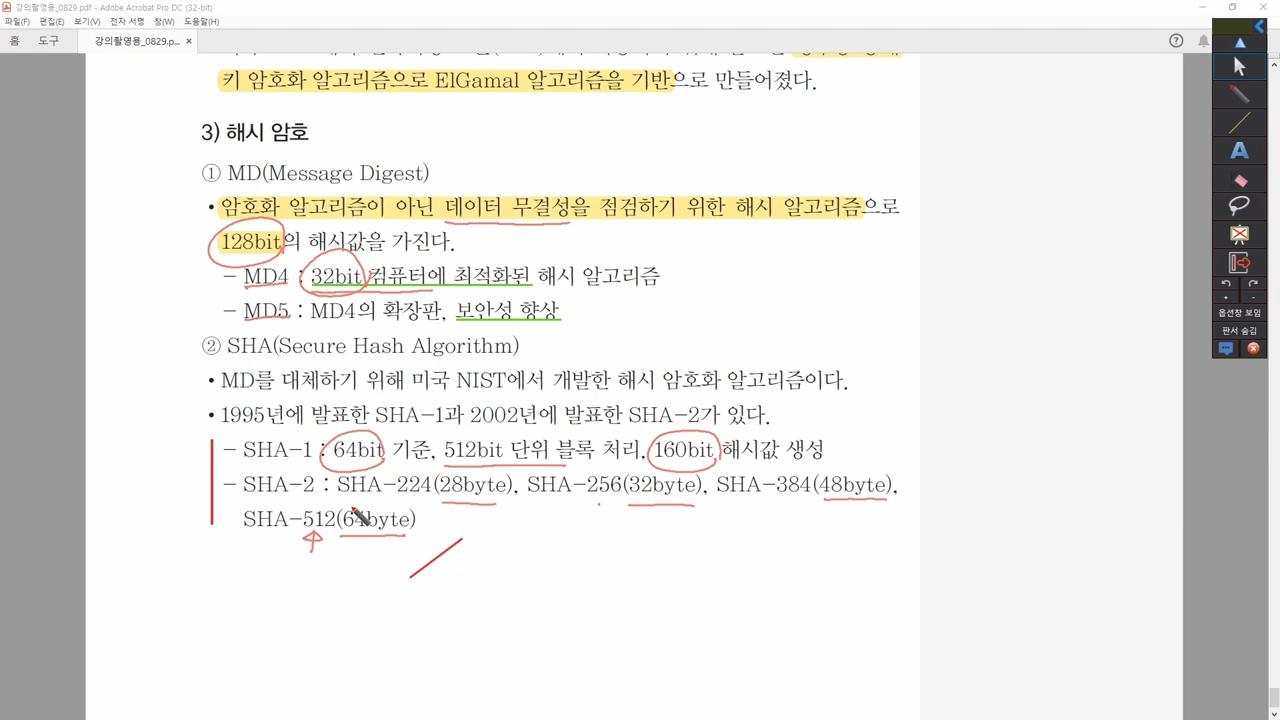 강의촬영용_0829.pdf - Adobe Acrobat Pro DC (32-bit)
파일(F) 편집(E) 보기(V) 전자 서명 창(W) 도움말(H)
홈 도구 강의촬영용_0829.p... ×
키 암호화 알고리즘으로 ElGamal 알고리즘을 기반으로 만들어졌다.
3) 해시 암호
① MD(Message Digest)
• 암호화 알고리즘이 아닌 데이터 무결성을 점검하기 위한 해시 알고리즘으로
128bit의 해시값을 가진다.
- MD4 : 32bit 컴퓨터에 최적화된 해시 알고리즘
- MD5 : MD4의 확장판, 보안성 향상
② SHA(Secure Hash Algorithm)
• MD를 대체하기 위해 미국 NIST에서 개발한 해시 암호화 알고리즘이다.
• 1995년에 발표한 SHA-1과 2002년에 발표한 SHA-2가 있다.
- SHA-1 : 64bit 기준, 512bit 단위 블록 처리, 160bit 해시값 생성
- SHA-2 : SHA-224(28byte), SHA-256(32byte), SHA-384(48byte),
SHA-512(64byte)
A
옵션창 보임
판서 숨김